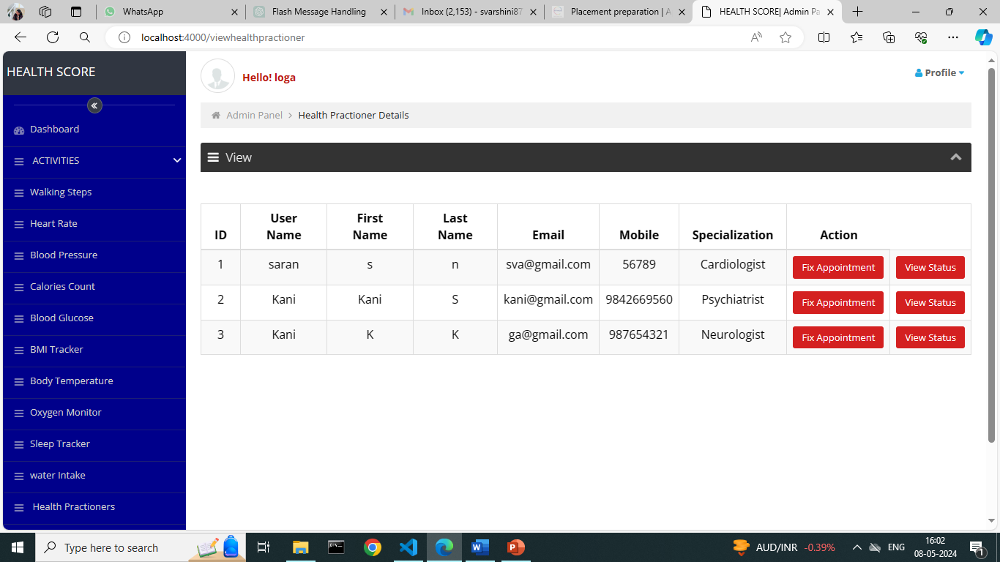 WhatsApp
Flash Message Handling
Inbox (2,153) - svarshini87
Placement preparation | A
HEALTH SCORE| Admin Pa
localhost:4000/viewhealthpractioner
HEALTH SCORE
Dashboard
ACTIVITIES
Walking Steps
Heart Rate
Blood Pressure
Calories Count
Blood Glucose
BMI Tracker
Body Temperature
Oxygen Monitor
Sleep Tracker
water Intake
Health Practioners
Hello! loga
Profile
Admin Panel > Health Practioner Details
View
ID User Name First Name Last Name Email Mobile Specialization Action
1 saran s n sva@gmail.com 56789 Cardiologist Fix Appointment View Status
2 Kani Kani S kani@gmail.com 9842669560 Psychiatrist Fix Appointment View Status
3 Kani K K ga@gmail.com 987654321 Neurologist Fix Appointment View Status
Type here to search
AUD/INR -0.39%
ENG
16:02
08-05-2024
1